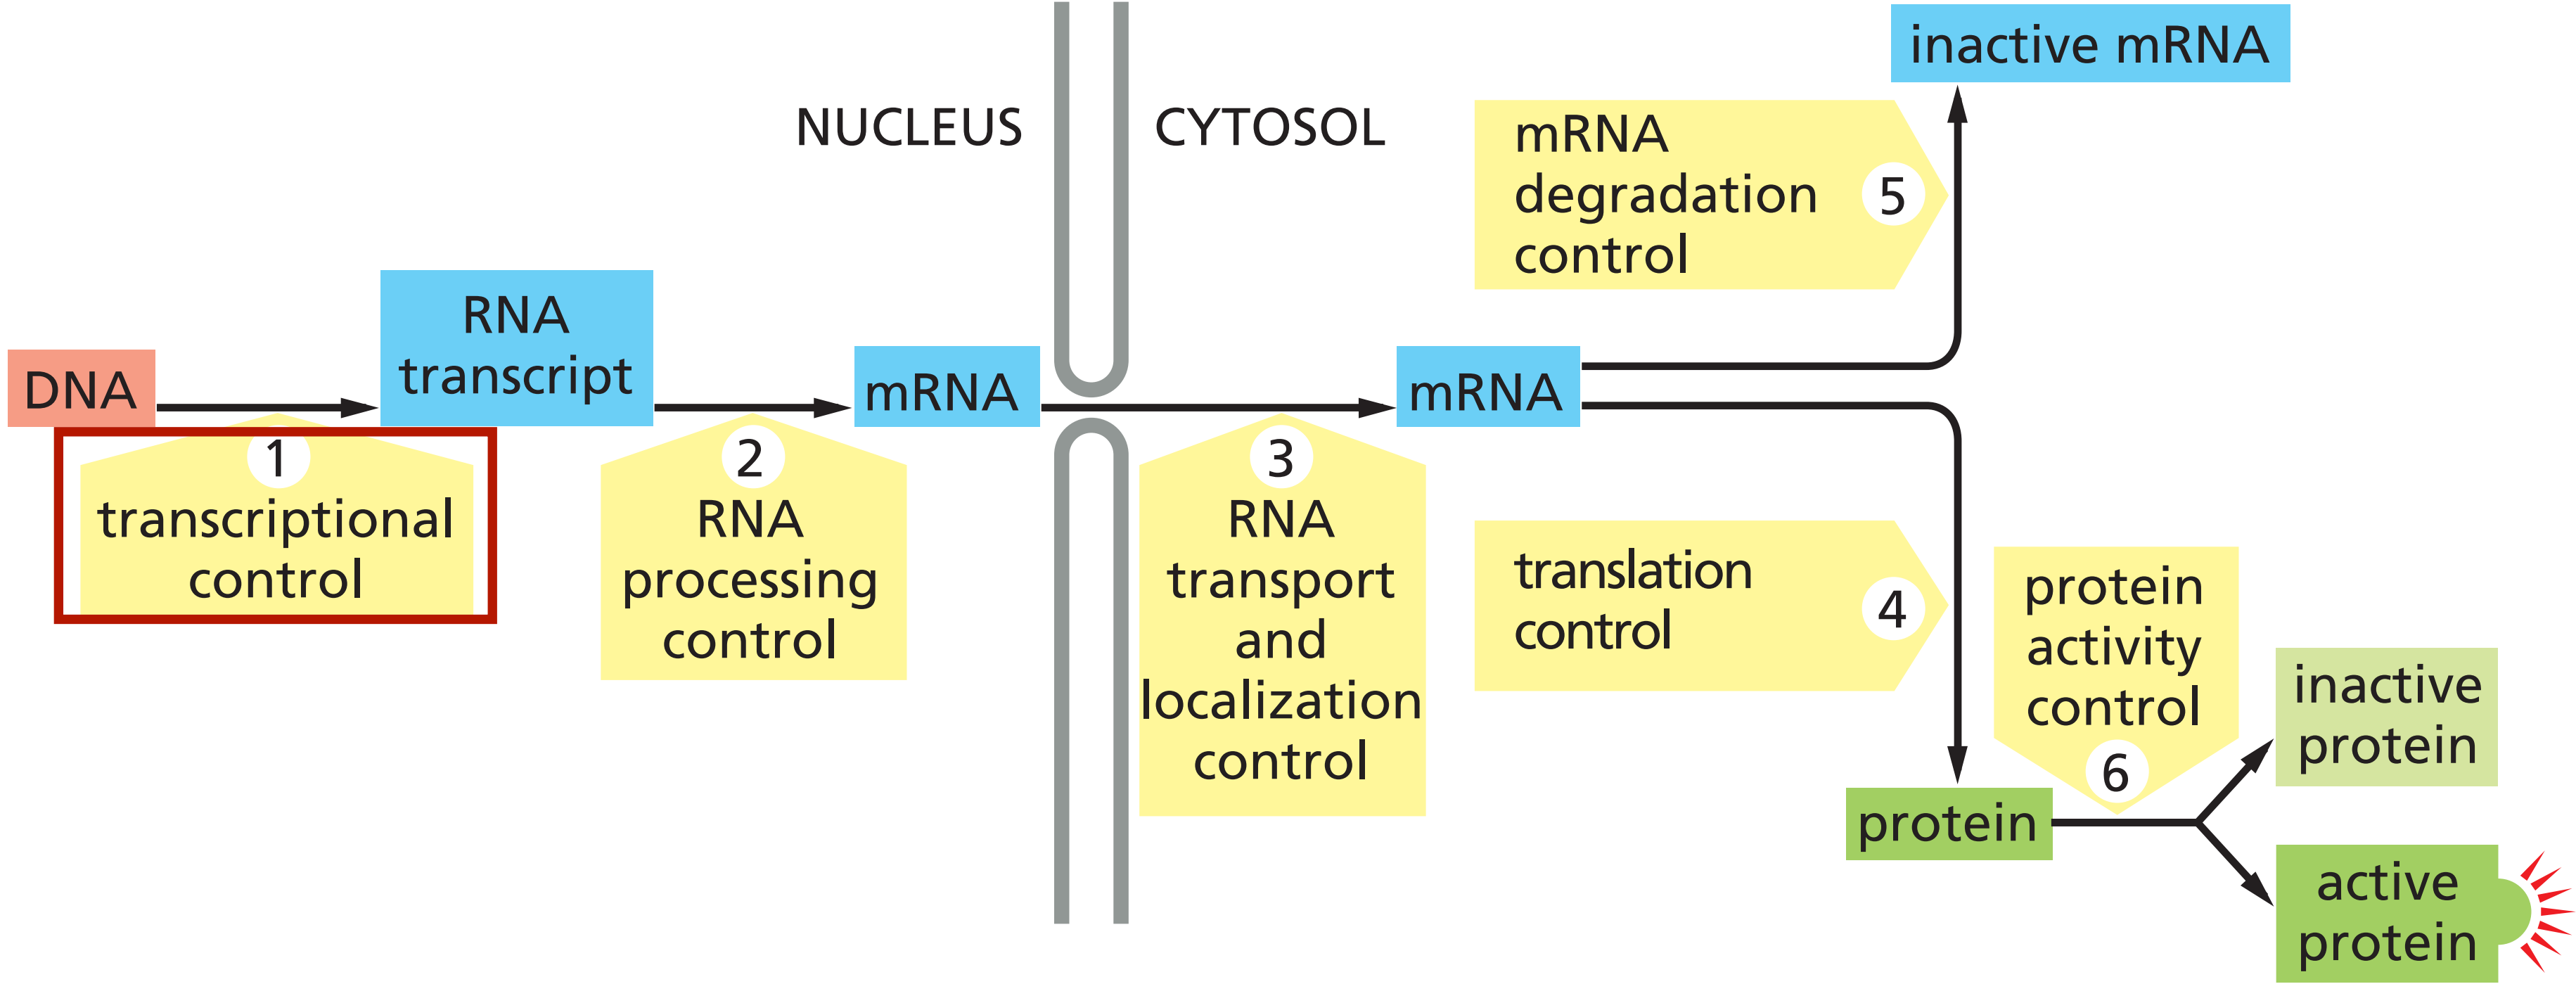 NUCLEUS
CYTOSOL
DNA
RNA
transcript
mRNA
mRNA
inactive mRNA
1
transcriptional
control
2
RNA
processing
control
3
RNA
transport
and
localization
control
mRNA
degradation
control
5
translation
control
4
protein
activity
control
6
protein
inactive
protein
active
protein